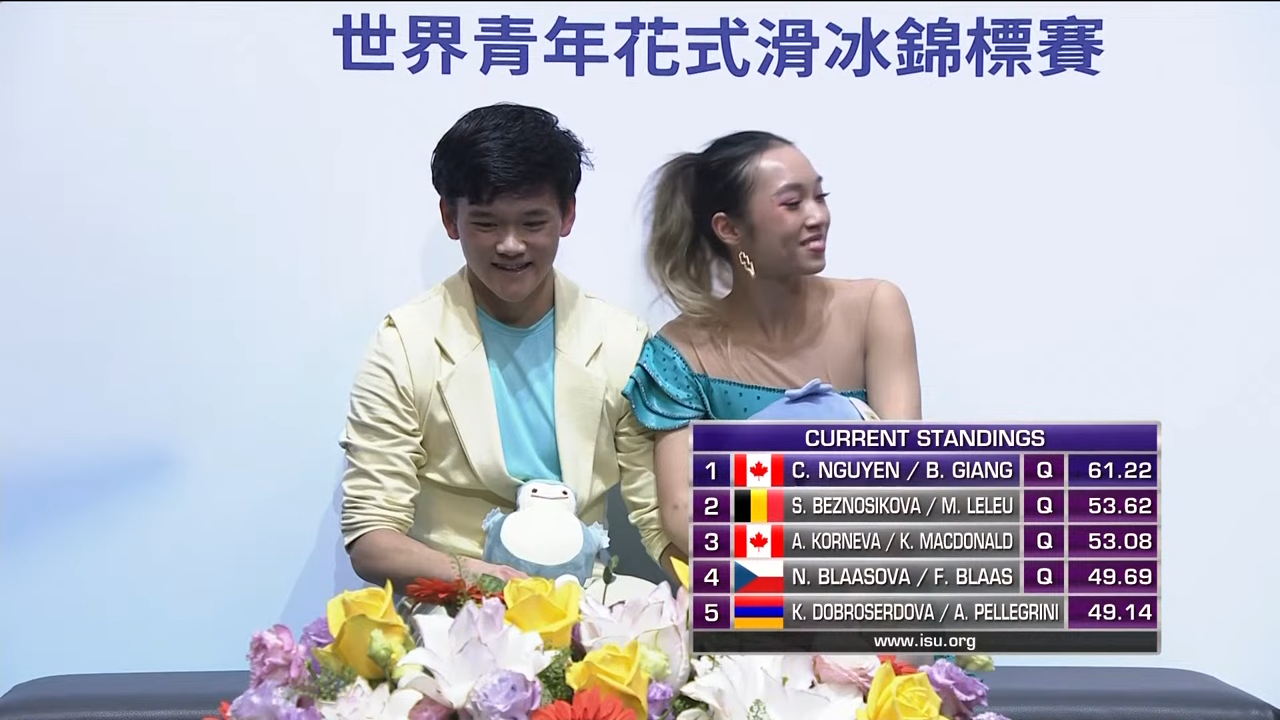 世界青年花式滑冰錦標賽
CURRENT STANDINGS
1 C. NGUYEN / B. GIANG Q 61.22
2 S. BEZNOSIKOVA / M. LELEU Q 53.62
3 A. KORNEVA / K. MACDONALD Q 53.08
4 N. BLAASOVA / F. BLAAS Q 49.69
5 K. DOBROSERDOVA / A. PELLEGRINI 49.14
www.isu.org